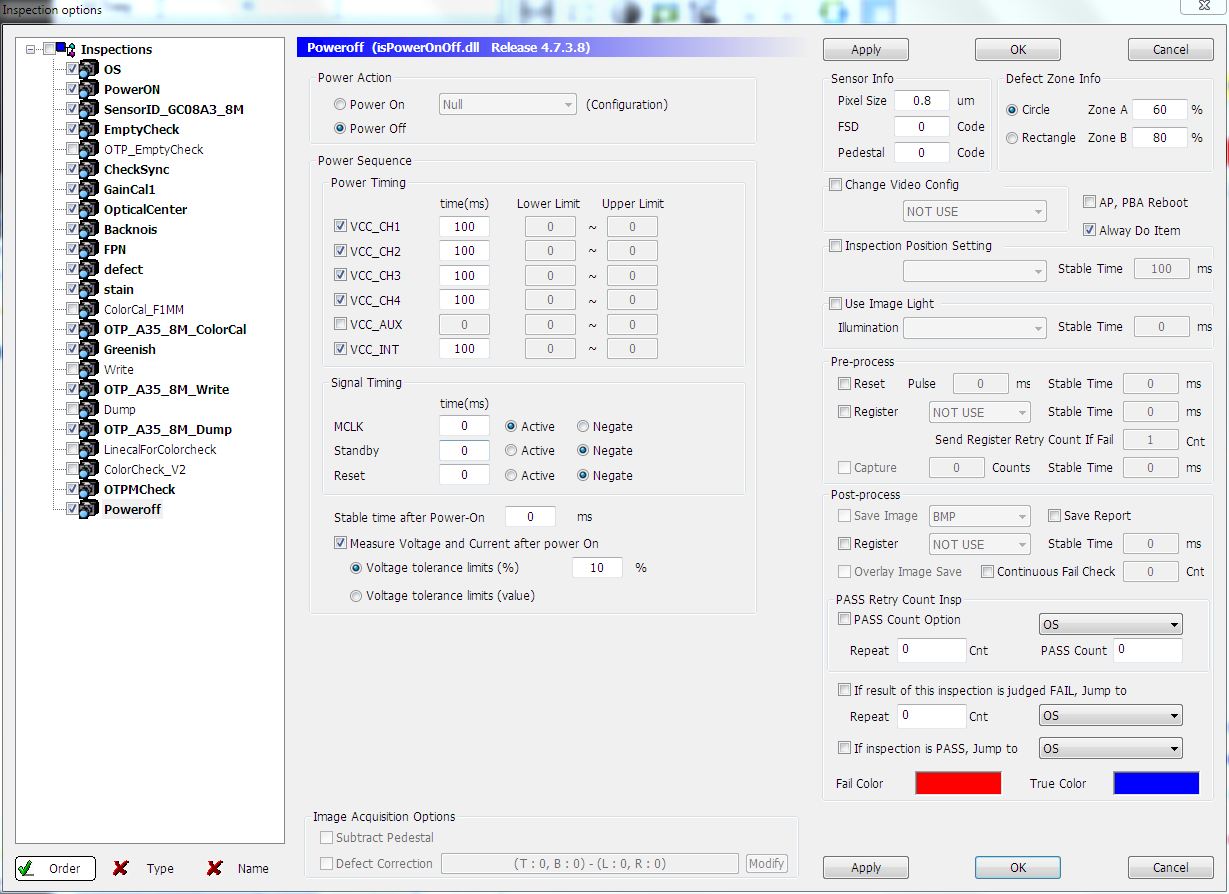 Inspection options
Inspections
OS
PowerON
SensorID_GC08A3_8M
EmptyCheck
OTP_EmptyCheck
CheckSync
GainCal1
OpticalCenter
Backnois
FPN
defect
stain
ColorCal_F1MM
OTP_A35_8M_ColorCal
Greenish
Write
OTP_A35_8M_Write
Dump
OTP_A35_8M_Dump
LinecalForColorcheck
ColorCheck_V2
OTPMCheck
Poweroff
Order Type Name
Poweroff (isPowerOnOff.dll Release 4.7.3.8)
Power Action
Power On Null (Configuration)
Power Off
Power Sequence
Power Timing
time(ms) Lower Limit Upper Limit
VCC_CH1 100 0 ~ 0
VCC_CH2 100 0 ~ 0
VCC_CH3 100 0 ~ 0
VCC_CH4 100 0 ~ 0
VCC_AUX 0 0 ~ 0
VCC_INT 100 0 ~ 0
Signal Timing
time(ms)
MCLK 0 Active Negate
Standby 0 Active Negate
Reset 0 Active Negate
Stable time after Power-On 0 ms
Measure Voltage and Current after power On
Voltage tolerance limits (%) 10 %
Voltage tolerance limits (value)
Image Acquisition Options
Subtract Pedestal
Defect Correction (T : 0, B : 0) - (L : 0, R : 0) Modify
Apply OK Cancel
Sensor Info
Pixel Size 0.8 um
FSD 0 Code
Pedestal 0 Code
Defect Zone Info
Circle Zone A 60 %
Rectangle Zone B 80 %
Change Video Config
NOT USE
AP, PBA Reboot
Alway Do Item
Inspection Position Setting
Stable Time 100 ms
Use Image Light
Illumination Stable Time 0 ms
Pre-process
Reset Pulse 0 ms Stable Time 0 ms
Register NOT USE Stable Time 0 ms
Send Register Retry Count If Fail 1 Cnt
Capture 0 Counts Stable Time 0 ms
Post-process
Save Image BMP Save Report
Register NOT USE Stable Time 0 ms
Overlay Image Save Continuous Fail Check 0 Cnt
PASS Retry Count Insp
PASS Count Option OS
Repeat 0 Cnt PASS Count 0
If result of this inspection is judged FAIL, Jump to
Repeat 0 Cnt OS
If inspection is PASS, Jump to OS
Fail Color True Color
Apply OK Cancel